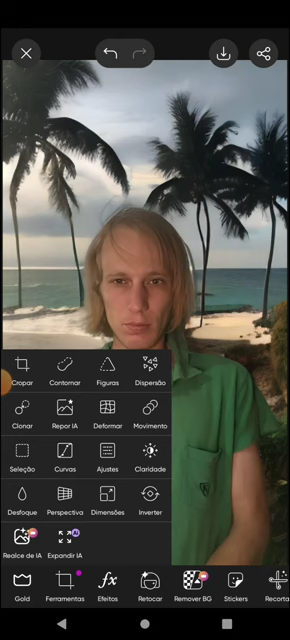 Cropar Contornar Figuras Dispersão
Clonar Repor IA Deformar Movimento
Seleção Curvas Ajustes Claridade
Desfoque Perspectiva Dimensões Inverter
AI
Realce de IA Expandir IA
Gold Ferramentas Efeitos Retocar Remover BG Stickers Recorta